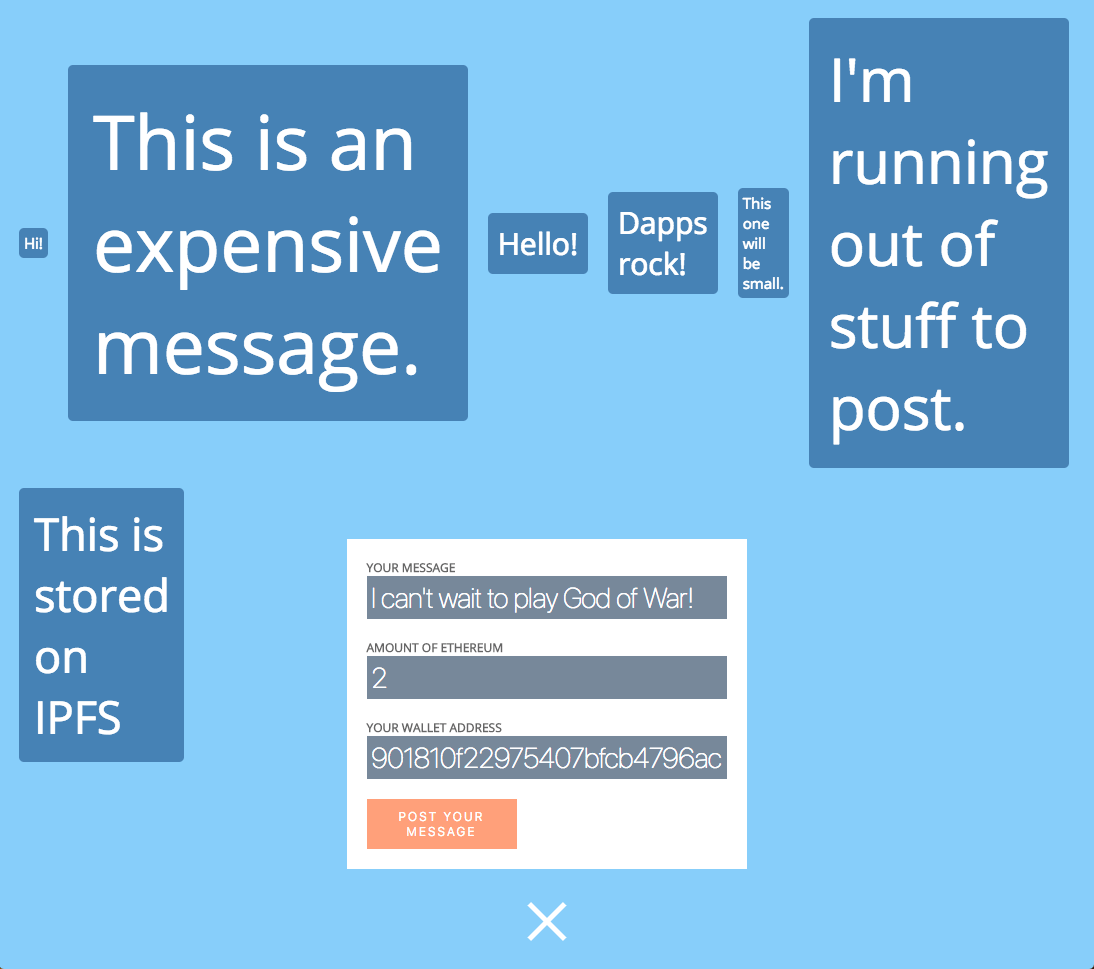 Hi!
This is an
expensive
message.
Hello!
Dapps
rock!
This
one
will
be
small.
I'm
running
out of
stuff to
post.
This is
stored
on
IPFS
YOUR MESSAGE
I can't wait to play God of War!
AMOUNT OF ETHEREUM
2
YOUR WALLET ADDRESS
901810f22975407bfcb4796ac
POST YOUR
MESSAGE